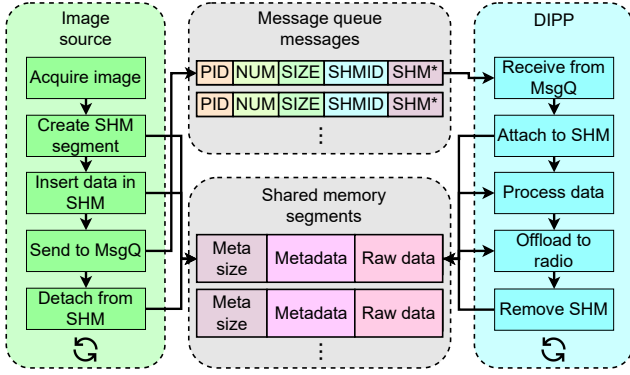 Image
source
Acquire image
Create SHM
segment
Insert data in
SHM
Send to MsgQ
Detach from
SHM
Message queue
messages
PID NUM SIZE SHMID SHM*
PID NUM SIZE SHMID SHM*
⋮
Shared memory
segments
Meta
size
Metadata
Raw data
Meta
size
Metadata
Raw data
⋮
DIPP
Receive from
MsgQ
Attach to SHM
Process data
Offload to
radio
Remove SHM